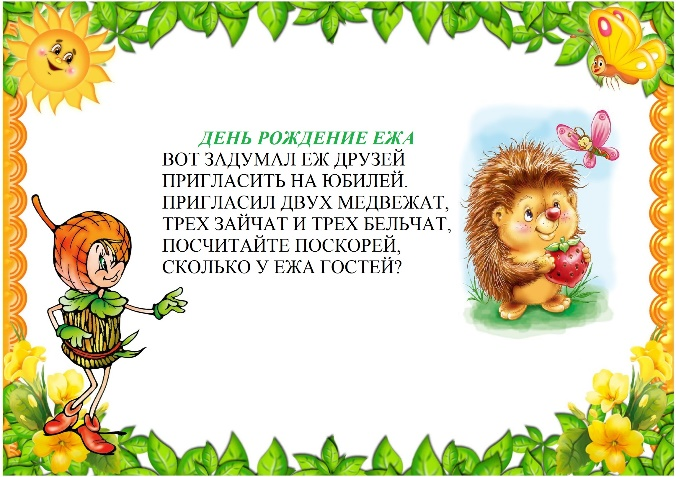 ДЕНЬ РОЖДЕНИЕ ЕЖА
ВОТ ЗАДУМАЛ ЕЖ ДРУЗЕЙ
ПРИГЛАСИТЬ НА ЮБИЛЕЙ.
ПРИГЛАСИЛ ДВУХ МЕДВЕЖАТ,
ТРЕХ ЗАЙЧАТ И ТРЕХ БЕЛЬЧАТ,
ПОСЧИТАЙТЕ ПОСКОРЕЙ,
СКОЛЬКО У ЕЖА ГОСТЕЙ?